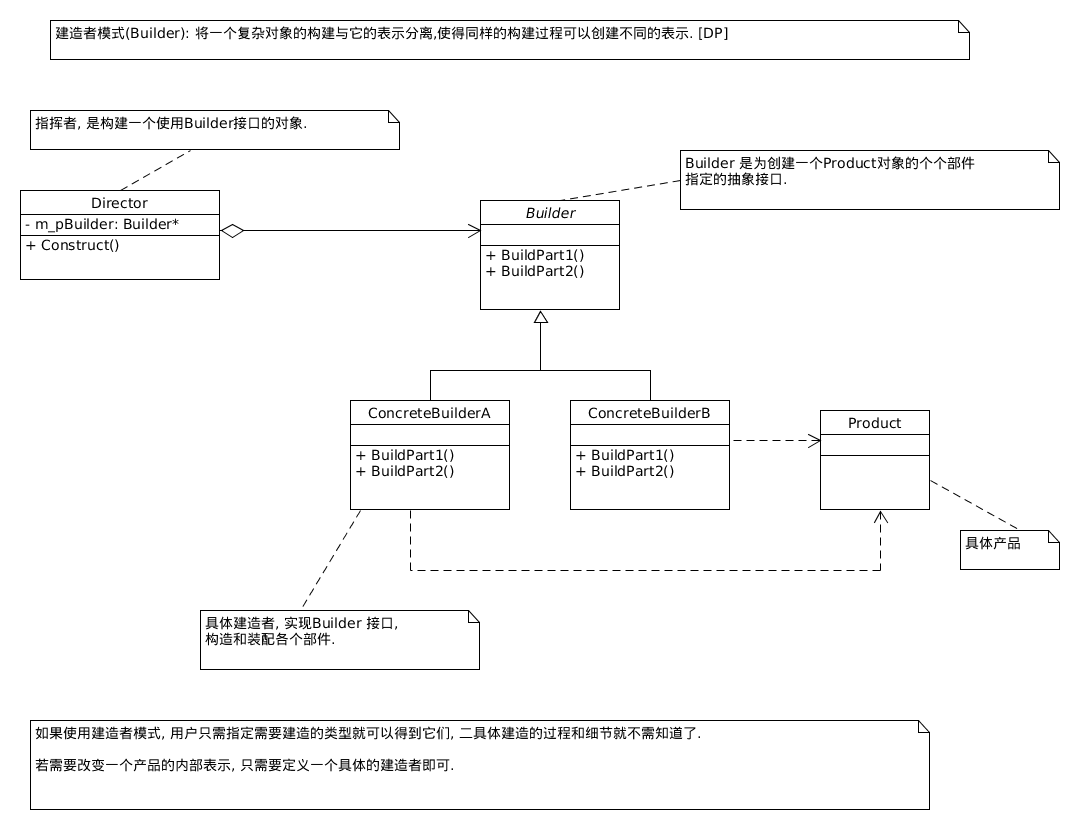 建造者模式(Builder): 将一个复杂对象的构建与它的表示分离,使得同样的构建过程可以创建不同的表示. [DP]
指挥者, 是构建一个使用Builder接口的对象.
Builder 是为创建一个Product对象的个个部件
指定的抽象接口.
Director
- m_pBuilder: Builder*
+ Construct()
Builder
+ BuildPart1()
+ BuildPart2()
ConcreteBuilderA
+ BuildPart1()
+ BuildPart2()
ConcreteBuilderB
+ BuildPart1()
+ BuildPart2()
Product
具体产品
具体建造者, 实现Builder 接口,
构造和装配各个部件.
如果使用建造者模式, 用户只需指定需要建造的类型就可以得到它们, 二具体建造的过程和细节就不需知道了.
若需要改变一个产品的内部表示, 只需要定义一个具体的建造者即可.